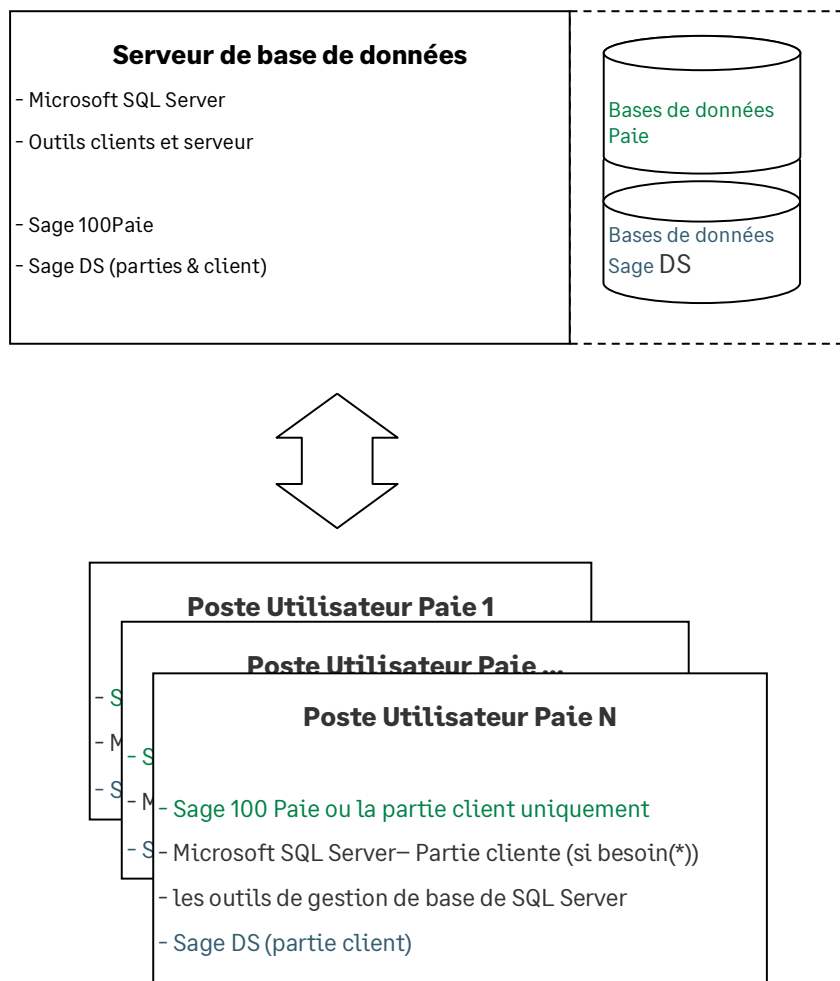 Serveur de base de données
- Microsoft SQL Server
- Outils clients et serveur
- Sage 100Paie
- Sage DS (parties & client)
Bases de données
Paie
Bases de données
Sage DS
Poste Utilisateur Paie 1
- S
- M
- S
Poste Utilisateur Paie ...
- S
- M
- S
Poste Utilisateur Paie N
- Sage 100 Paie ou la partie client uniquement
- Microsoft SQL Server– Partie cliente (si besoin(*))
- les outils de gestion de base de SQL Server
- Sage DS (partie client)